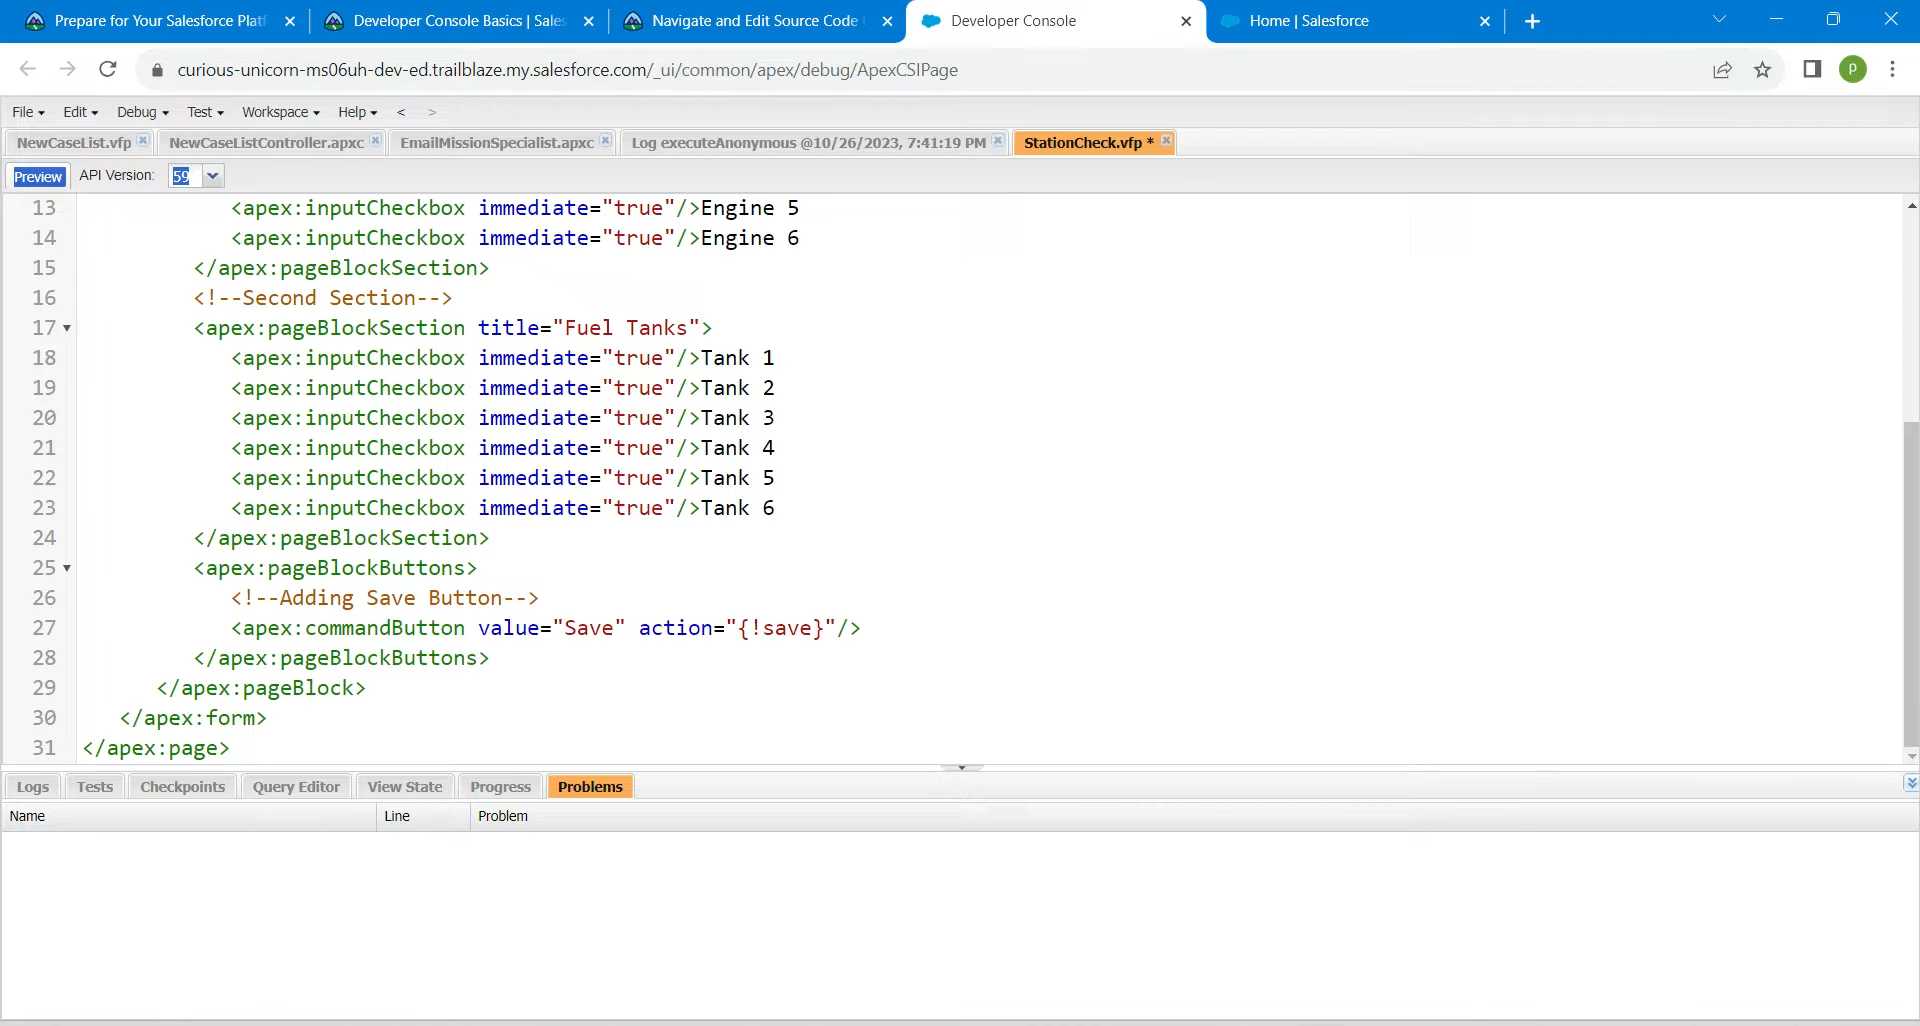 Prepare for Your Salesforce Platf
Developer Console Basics | Sales
Navigate and Edit Source Code
Developer Console
Home | Salesforce
curious-unicorn-ms06uh-dev-ed.trailblaze.my.salesforce.com/_ui/common/apex/debug/ApexCSIPage
P
File Edit Debug Test Workspace Help < >
NewCaseList.vfp
NewCaseListController.apxc
EmailMissionSpecialist.apxc
Log executeAnonymous @10/26/2023, 7:41:19 PM
StationCheck.vfp *
Preview API Version: 59
13 <apex:inputCheckbox immediate="true"/>Engine 5
14 <apex:inputCheckbox immediate="true"/>Engine 6
15 </apex:pageBlockSection>
16 <!--Second Section-->
17 <apex:pageBlockSection title="Fuel Tanks">
18 <apex:inputCheckbox immediate="true"/>Tank 1
19 <apex:inputCheckbox immediate="true"/>Tank 2
20 <apex:inputCheckbox immediate="true"/>Tank 3
21 <apex:inputCheckbox immediate="true"/>Tank 4
22 <apex:inputCheckbox immediate="true"/>Tank 5
23 <apex:inputCheckbox immediate="true"/>Tank 6
24 </apex:pageBlockSection>
25 <apex:pageBlockButtons>
26 <!--Adding Save Button-->
27 <apex:commandButton value="Save" action="{!save}"/>
28 </apex:pageBlockButtons>
29 </apex:pageBlock>
30 </apex:form>
31 </apex:page>
Logs Tests Checkpoints Query Editor View State Progress Problems
Name Line Problem